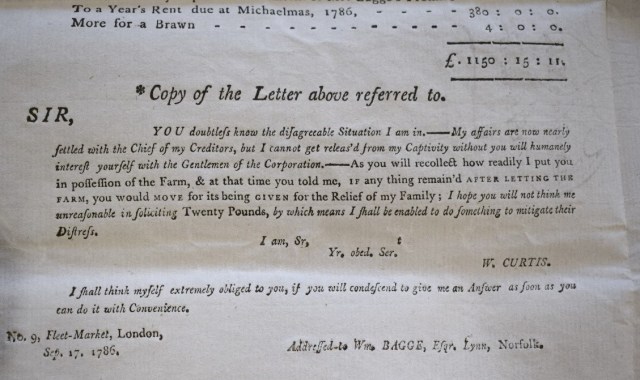 To a Year's Rent due at Michaelmas, 1786, - - - - 380 : 0 : 0.
More for a Brawn - - - - - - - - - 4 : 0 : 0.
£. 1150 : 15 : 11.
* Copy of the Letter above referred to.
SIR,
YOU doubtleſs know the diſagreeable Situation I am in.——My affairs are now nearly
ſettled with the Chief of my Creditors, but I cannot get releas'd from my Captivity without you will humanely
intereſt yourſelf with the Gentlemen of the Corporation.——As you will recollect how readily I put you
in poſſeſſion of the Farm, & at that time you told me, IF any thing remain'd AFTER LETTING THE
FARM, you would MOVE for its being GIVEN for the Relief of my Family; I hope you will not think me
unreaſonable in ſoliciting Twenty Pounds, by which means I ſhall be enabled to do ſomething to mitigate their
Diſtreſs.
I am, Sr,
Yr. obed. Ser.t
W. CURTIS.
I ſhall think myſelf extremely obliged to you, if you will condeſcend to give me an Anſwer as ſoon as you
can do it with Convenience.
No. 9, Fleet-Market, London,
Sep. 17. 1786.
Addreſſed to Wm. BAGGE, Eſqr. Lynn, Norfolk.